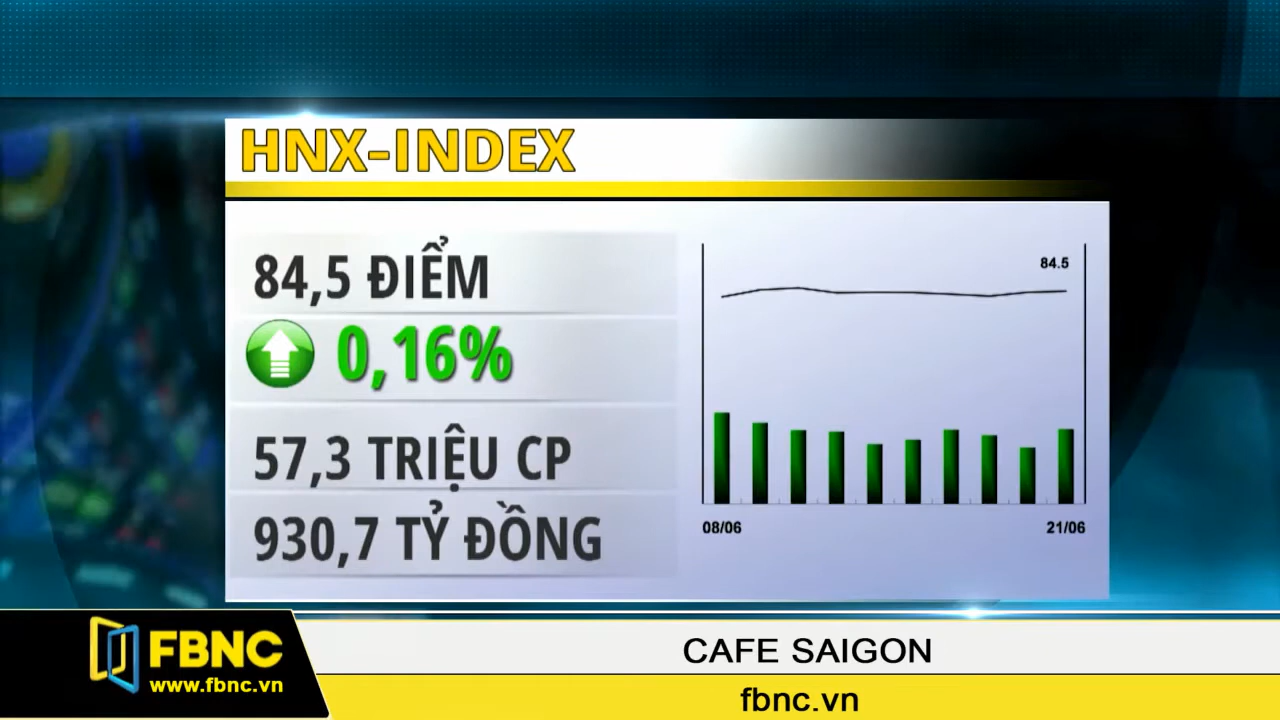 HNX-INDEX
84,5 ĐIỂM
0,16%
57,3 TRIỆU CP
930,7 TỶ ĐỒNG
84.5
08/06
21/06
FBNC
www.fbnc.vn
CAFE SAIGON
fbnc.vn